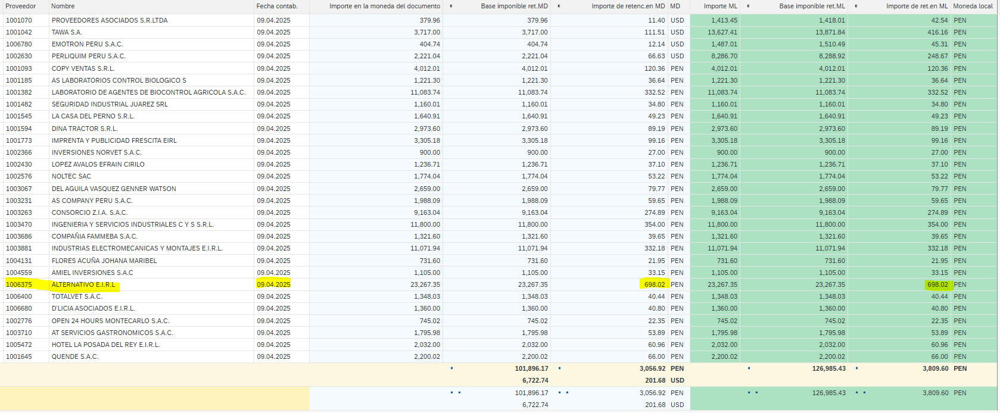 Proveedor Nombre Fecha contab. Importe en la moneda del documento Base imponible ret.MD Importe de retenc.en MD MD Importe ML Base imponible ret.ML Importe de ret.en ML Moneda local
1001070 PROVEEDORES ASOCIADOS S.R.LTDA 09.04.2025 379.96 379.96 11.40 USD 1,413.45 1,418.01 42.54 PEN
1001042 TAWA S.A. 09.04.2025 3,717.00 3,717.00 111.51 USD 13,627.41 13,871.84 416.16 PEN
1006780 EMOTRON PERU S.A.C. 09.04.2025 404.74 404.74 12.14 USD 1,487.01 1,510.49 45.31 PEN
1002630 PERLIQUIM PERU S.A.C. 09.04.2025 2,221.04 2,221.04 66.63 USD 8,286.70 8,288.92 248.67 PEN
1001093 COPY VENTAS S.R.L. 09.04.2025 4,012.01 4,012.01 120.36 PEN 4,012.01 4,012.01 120.36 PEN
1001185 AS LABORATORIOS CONTROL BIOLOGICO S 09.04.2025 1,221.30 1,221.30 36.64 PEN 1,221.30 1,221.30 36.64 PEN
1001382 LABORATORIO DE AGENTES DE BIOCONTROL AGRICOLA S.A.C. 09.04.2025 11,083.74 11,083.74 332.52 PEN 11,083.74 11,083.74 332.52 PEN
1001482 SEGURIDAD INDUSTRIAL JUAREZ SRL 09.04.2025 1,160.01 1,160.01 34.80 PEN 1,160.01 1,160.01 34.80 PEN
1001545 LA CASA DEL PERNO S.R.L. 09.04.2025 1,640.91 1,640.91 49.23 PEN 1,640.91 1,640.91 49.23 PEN
1001594 DINA TRACTOR S.R.L. 09.04.2025 2,973.60 2,973.60 89.19 PEN 2,973.60 2,973.60 89.19 PEN
1001773 IMPRENTA Y PUBLICIDAD FRESCITA EIRL 09.04.2025 3,305.18 3,305.18 99.16 PEN 3,305.18 3,305.18 99.16 PEN
1002366 INVERSIONES NORVET S.A.C. 09.04.2025 900.00 900.00 27.00 PEN 900.00 900.00 27.00 PEN
1002430 LOPEZ AVALOS EFRAIN CIRILO 09.04.2025 1,236.71 1,236.71 37.10 PEN 1,236.71 1,236.71 37.10 PEN
1002576 NOLTEC SAC 09.04.2025 1,774.04 1,774.04 53.22 PEN 1,774.04 1,774.04 53.22 PEN
1003067 DEL AGUILA VASQUEZ GENNER WATSON 09.04.2025 2,659.00 2,659.00 79.77 PEN 2,659.00 2,659.00 79.77 PEN
1003231 AS COMPANY PERU S.A.C. 09.04.2025 1,988.09 1,988.09 59.65 PEN 1,988.09 1,988.09 59.65 PEN
1003263 CONSORCIO Z.I.A. S.A.C. 09.04.2025 9,163.04 9,163.04 274.89 PEN 9,163.04 9,163.04 274.89 PEN
1003470 INGENIERIA Y SERVICIOS INDUSTRIALES C Y S S.R.L. 09.04.2025 11,800.00 11,800.00 354.00 PEN 11,800.00 11,800.00 354.00 PEN
1003686 COMPAÑIA FAMMEBA S.A.C. 09.04.2025 1,321.60 1,321.60 39.65 PEN 1,321.60 1,321.60 39.65 PEN
1003881 INDUSTRIAS ELECTROMECANICAS Y MONTAJES E.I.R.L. 09.04.2025 11,071.94 11,071.94 332.18 PEN 11,071.94 11,071.94 332.18 PEN
1004131 FLORES ACUÑA JOHANA MARIBEL 09.04.2025 731.60 731.60 21.95 PEN 731.60 731.60 21.95 PEN
1004559 AMIEL INVERSIONES S.A.C 09.04.2025 1,105.00 1,105.00 33.15 PEN 1,105.00 1,105.00 33.15 PEN
1006375 ALTERNATIVO E.I.R.L 09.04.2025 23,267.35 23,267.35 698.02 PEN 23,267.35 23,267.35 698.02 PEN
1006400 TOTALVET S.A.C. 09.04.2025 1,348.03 1,348.03 40.44 PEN 1,348.03 1,348.03 40.44 PEN
1006680 D'LICIA ASOCIADOS E.I.R.L. 09.04.2025 1,360.00 1,360.00 40.80 PEN 1,360.00 1,360.00 40.80 PEN
1002776 OPEN 24 HOURS MONTECARLO S.A.C. 09.04.2025 745.02 745.02 22.35 PEN 745.02 745.02 22.35 PEN
1003710 AT SERVICIOS GASTRONOMICOS S.A.C. 09.04.2025 1,795.98 1,795.98 53.89 PEN 1,795.98 1,795.98 53.89 PEN
1005472 HOTEL LA POSADA DEL REY E.I.R.L. 09.04.2025 2,032.00 2,032.00 60.96 PEN 2,032.00 2,032.00 60.96 PEN
1001645 QUENDE S.A.C. 09.04.2025 2,200.02 2,200.02 66.00 PEN 2,200.02 2,200.02 66.00 PEN
101,896.17 3,056.92 PEN 126,985.43 3,809.60 PEN
6,722.74 201.68 USD
101,896.17 3,056.92 PEN 126,985.43 3,809.60 PEN
6,722.74 201.68 USD